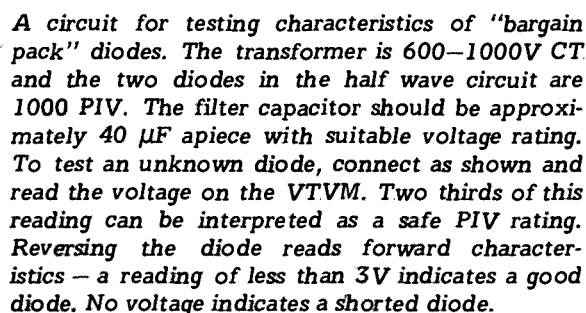 A circuit for testing characteristics of “bargain
pack” diodes. The transformer is 600—1000V CT
and the two diodes in the half wave circuit are
1000 PIV. The filter capacitor should be approxi-
mately 40 μF apiece with suitable voltage rating.
To test an unknown diode, connect as shown and
read the voltage on the VTVM. Two thirds of this
reading can be interpreted as a safe PIV rating.
Reversing the diode reads forward character-
istics — a reading of less than 3V indicates a good
diode. No voltage indicates a shorted diode.